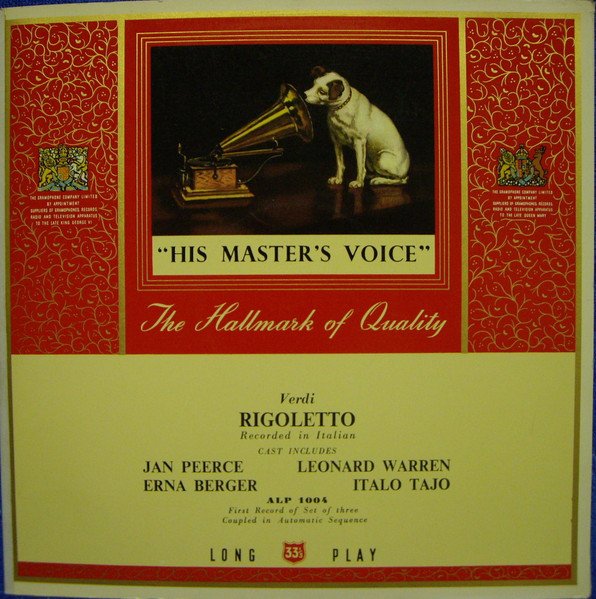 "HIS MASTER'S VOICE"
THE GRAMOPHONE COMPANY LIMITED
BY APPOINTMENT
SUPPLIERS OF GRAMOPHONES, RECORDS
RADIO AND TELEVISION APPARATUS
TO THE LATE KING GEORGE VI
THE GRAMOPHONE COMPANY LIMITED
BY APPOINTMENT
SUPPLIERS OF GRAMOPHONES, RECORDS
RADIO AND TELEVISION APPARATUS
TO THE LATE QUEEN MARY
The Hallmark of Quality
Verdi
RIGOLETTO
Recorded in Italian
CAST INCLUDES
JAN PEERCE LEONARD WARREN
ERNA BERGER ITALO TAJO
ALP 1004
First Record of Set of three
Coupled in Automatic Sequence
LONG 33⅓ PLAY